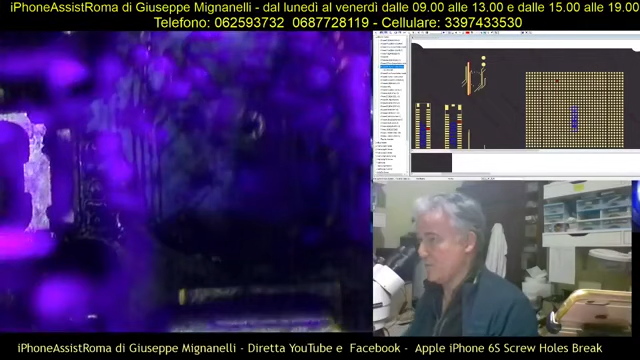 iPhoneAssistRoma di Giuseppe Mignanelli - dal lunedì al venerdì dalle 09.00 alle 13.00 e dalle 15.00 alle 19.00
Telefono: 062593732 0687728119 - Cellulare: 3397433530
iPhoneAssistRoma di Giuseppe Mignanelli - Diretta YouTube e Facebook - Apple iPhone 6S Screw Holes Break